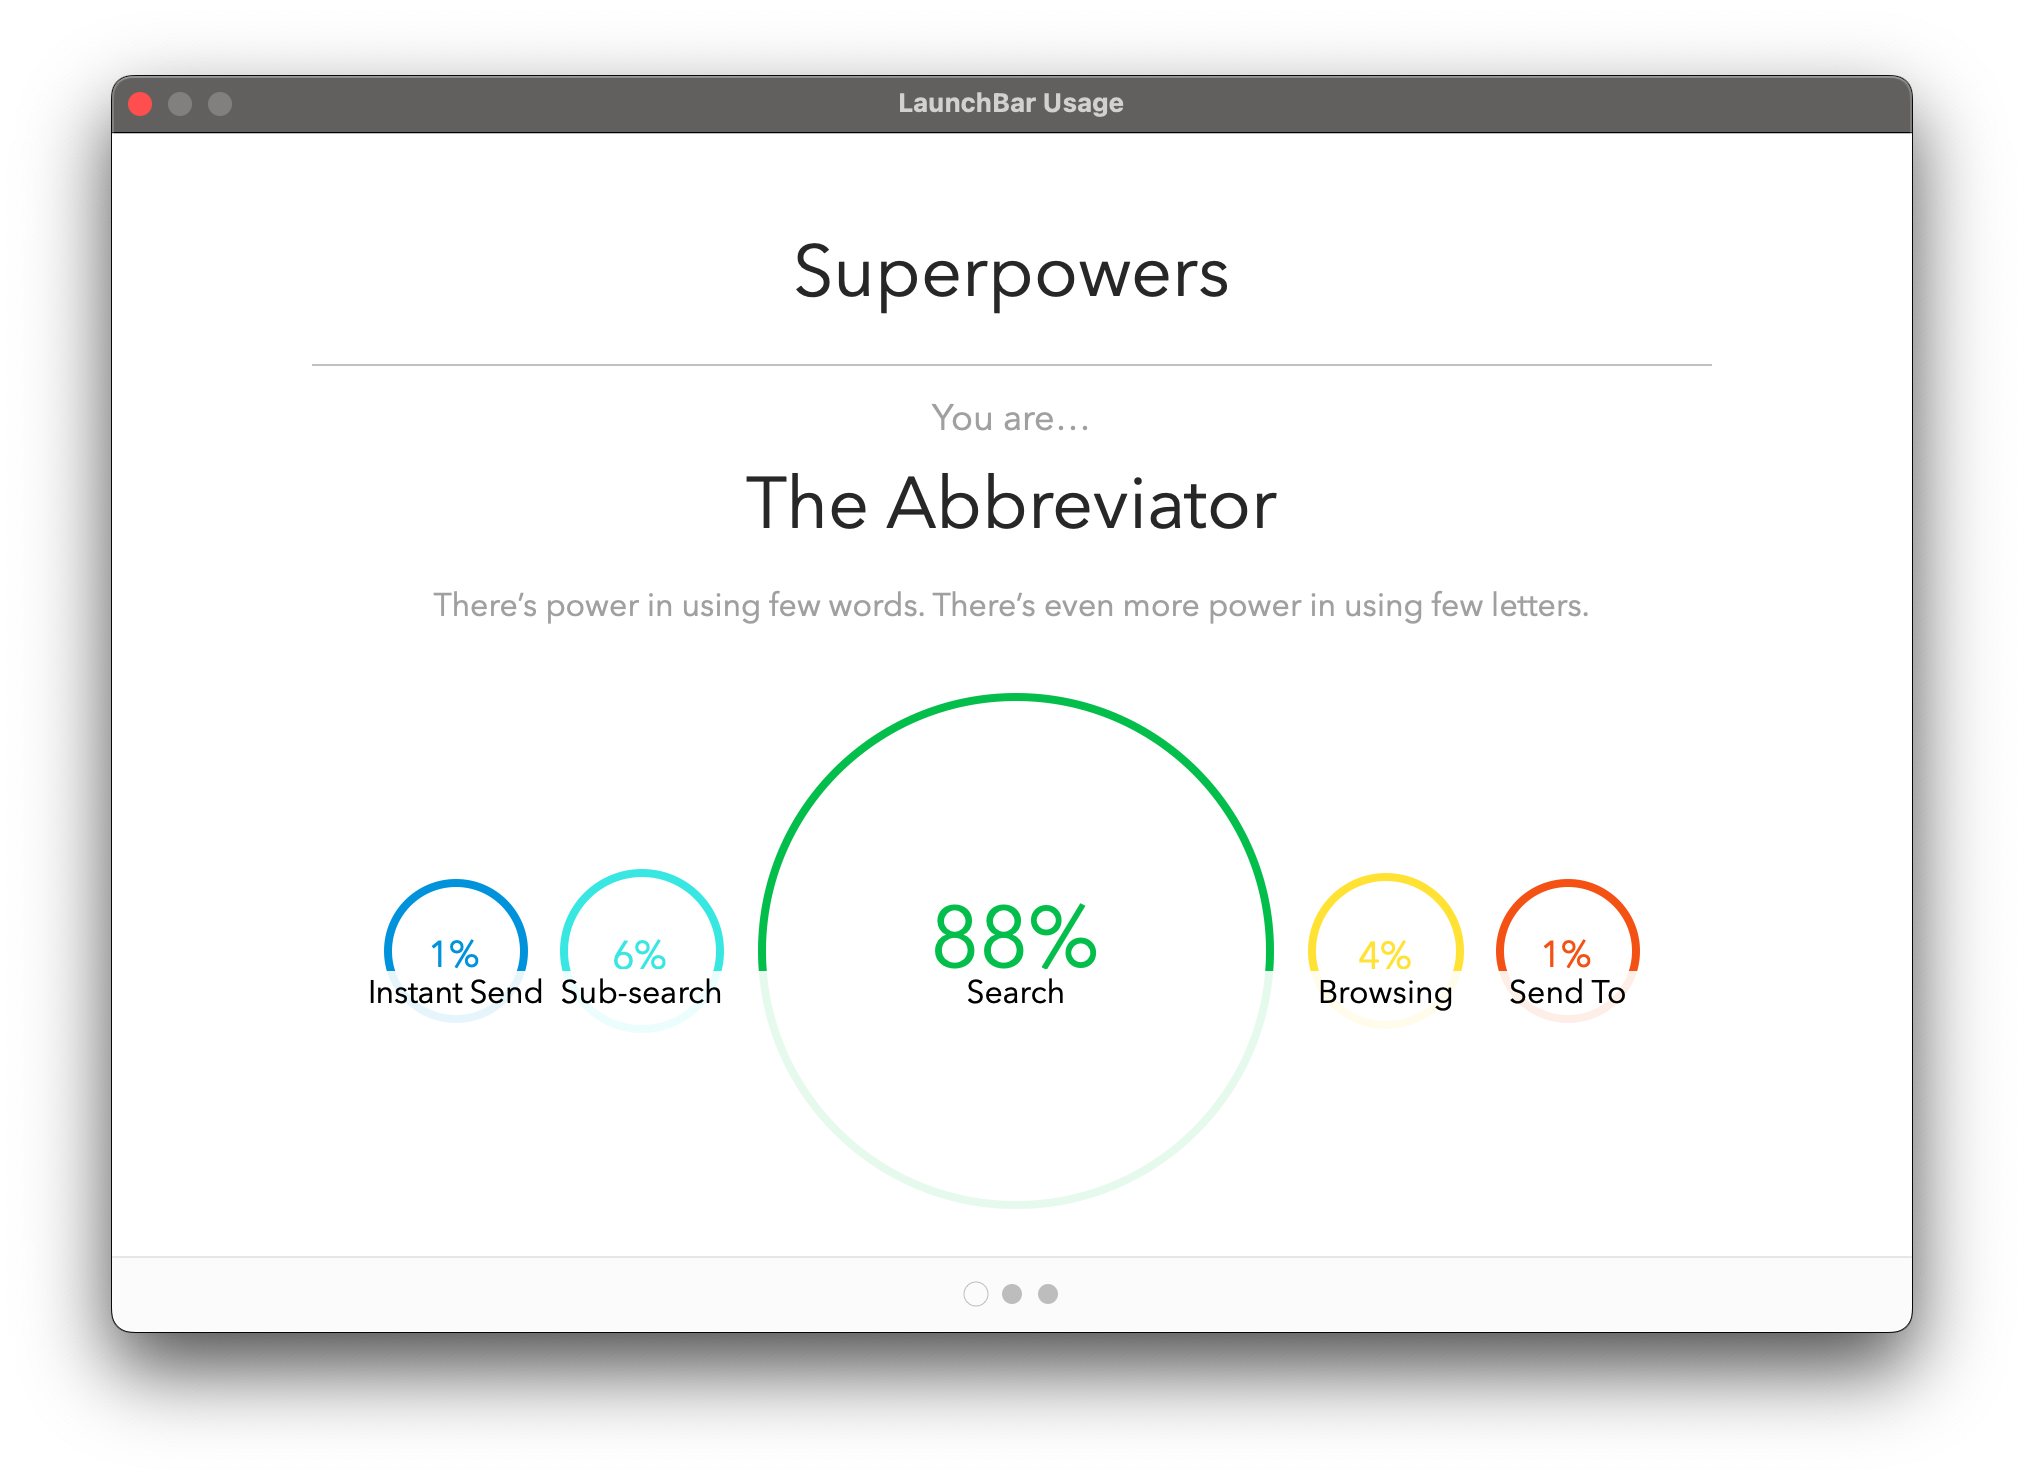 LaunchBar Usage
Superpowers
You are…
The Abbreviator
There’s power in using few words. There’s even more power in using few letters.
1%
Instant Send
6%
Sub-search
88%
Search
4%
Browsing
1%
Send To